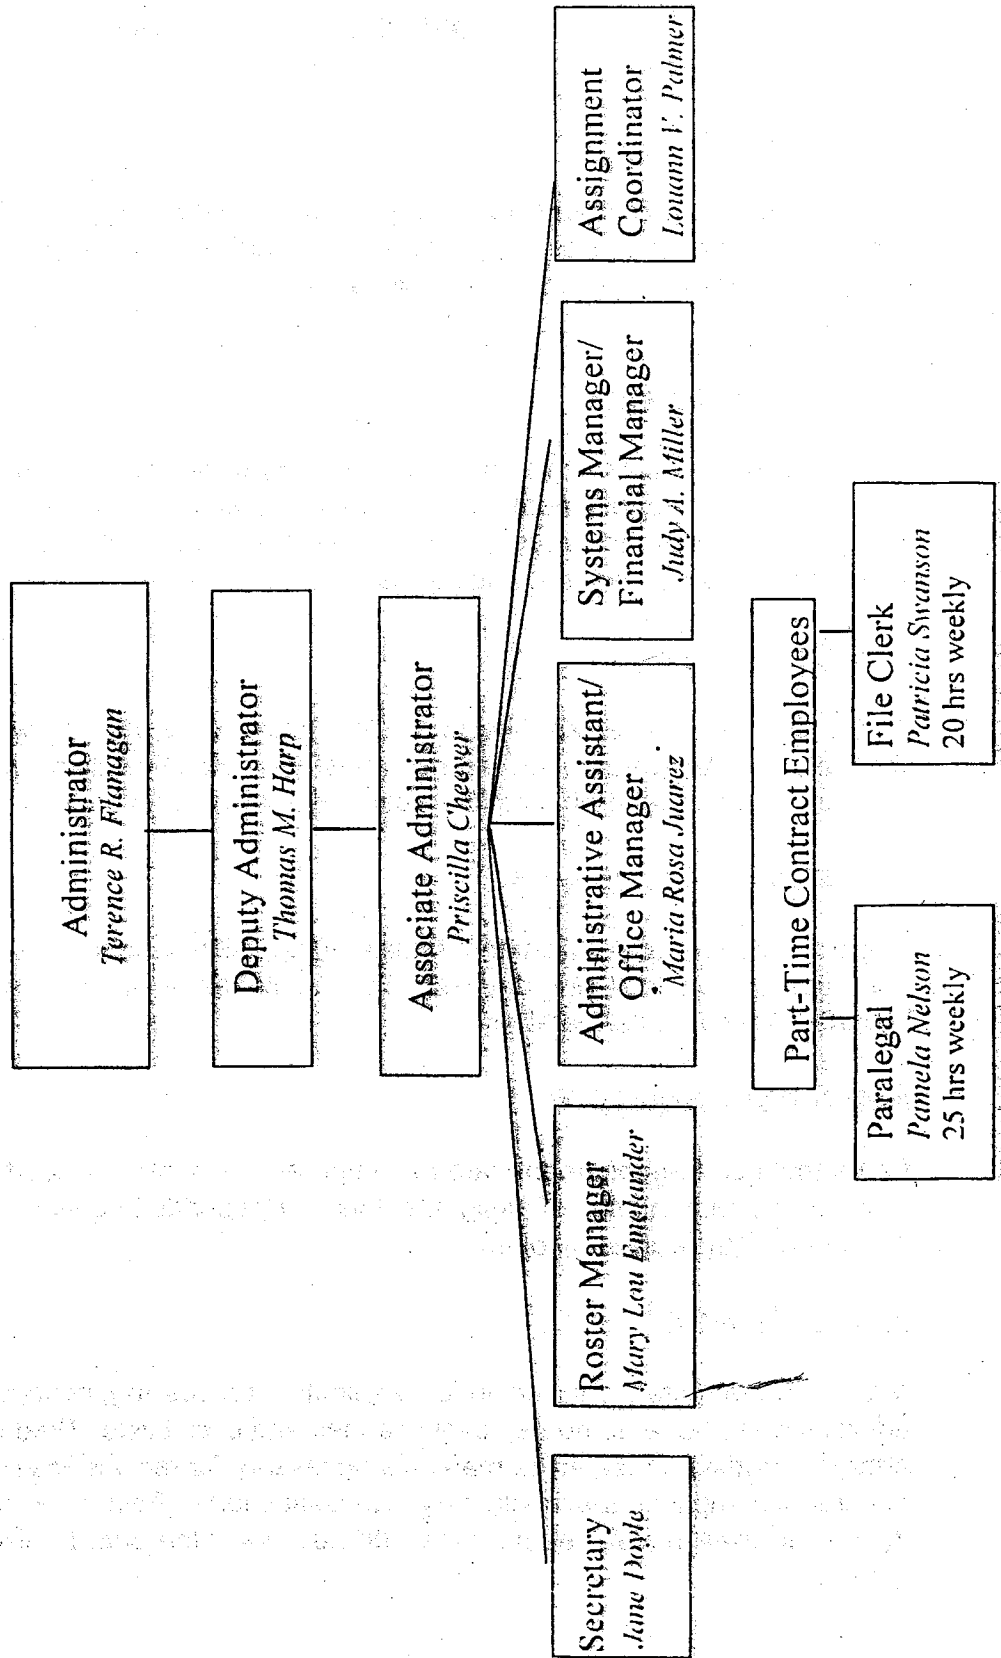 Administrator
Terence R. Flanagan
Deputy Administrator
Thomas M. Harp
Associate Administrator
Priscilla Cheever
Secretary
Jane Doyle
Roster Manager
Mary Lou Emelander
Administrative Assistant/
Office Manager
Maria Rosa Juarez
Systems Manager/
Financial Manager
Judy A. Miller
Assignment
Coordinator
Louann V. Palmer
Part-Time Contract Employees
Paralegal
Pamela Nelson
25 hrs weekly
File Clerk
Patricia Swanson
20 hrs weekly